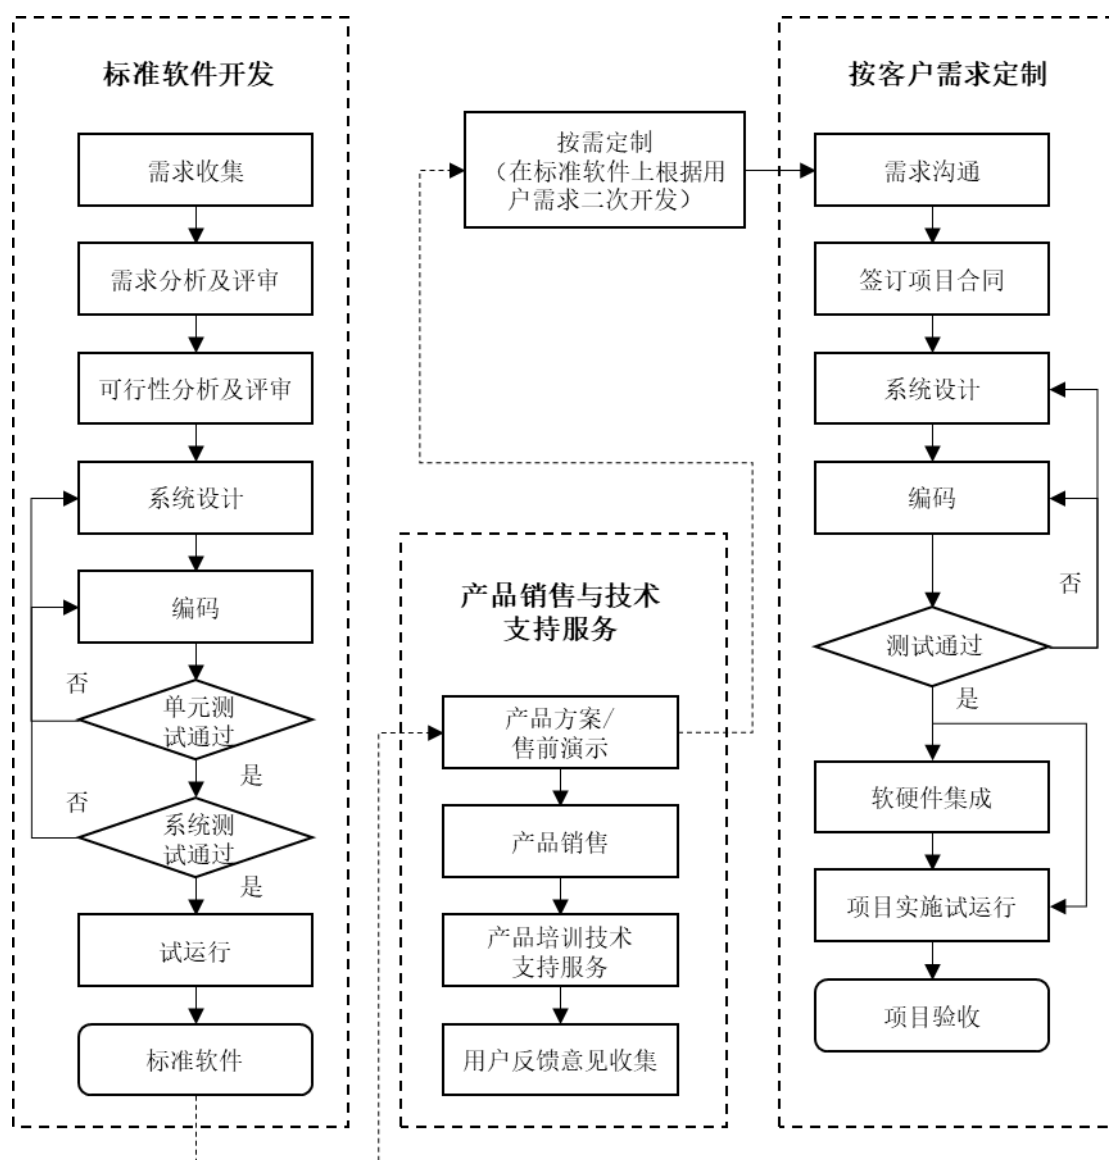 标准软件开发
需求收集
需求分析及评审
可行性分析及评审
系统设计
编码
否
单元测
试通过
是
否
系统测
试通过
是
试运行
标准软件
按需定制
（在标准软件上根据用
户需求二次开发）
产品销售与技术
支持服务
产品方案/
售前演示
产品销售
产品培训技术
支持服务
用户反馈意见收集
按客户需求定制
需求沟通
签订项目合同
系统设计
编码
否
测试通过
是
软硬件集成
项目实施试运行
项目验收